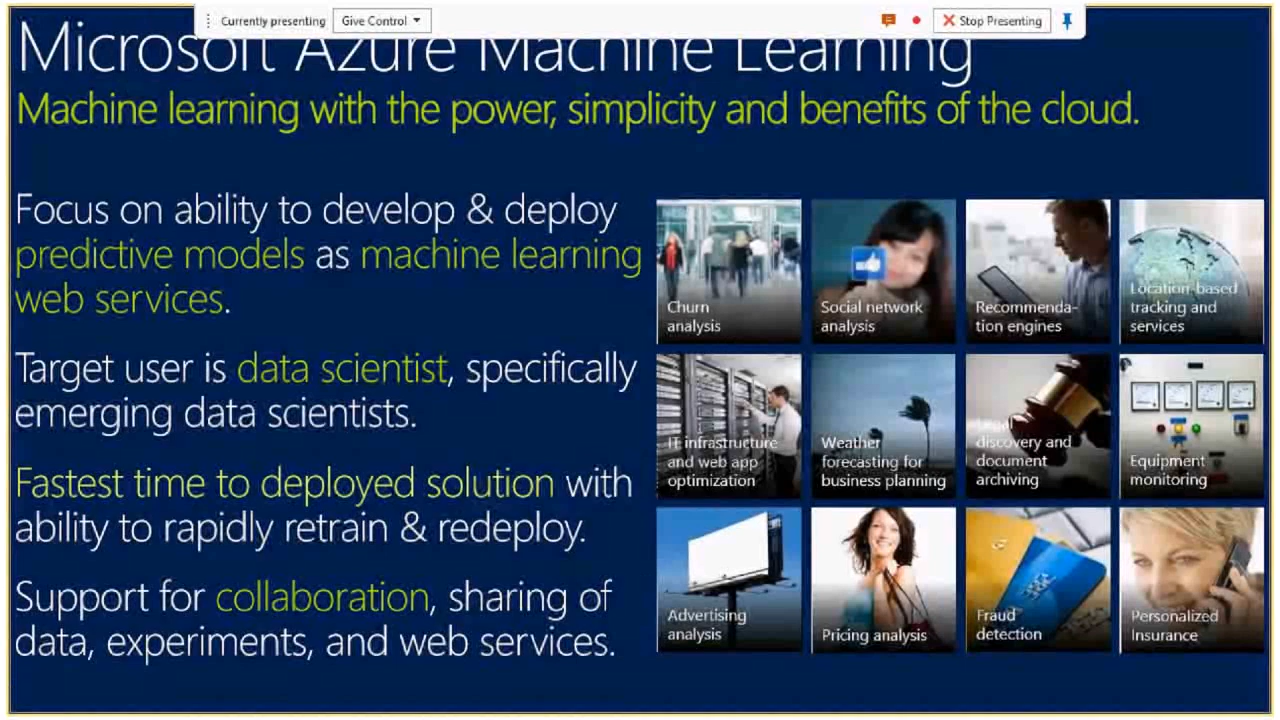 Currently presenting
Give Control
Stop Presenting
Microsoft Azure Machine Learning
Machine learning with the power, simplicity and benefits of the cloud.
Focus on ability to develop & deploy
predictive models as machine learning
web services.
Target user is data scientist, specifically
emerging data scientists.
Fastest time to deployed solution with
ability to rapidly retrain & redeploy.
Support for collaboration, sharing of
data, experiments, and web services.
Churn
analysis
Social network
analysis
Recommenda-
tion engines
Location-based
tracking and
services
IT infrastructure
and web app
optimization
Weather
forecasting for
business planning
Legal
discovery and
document
archiving
Equipment
monitoring
Advertising
analysis
Pricing analysis
Fraud
detection
Personalized
Insurance